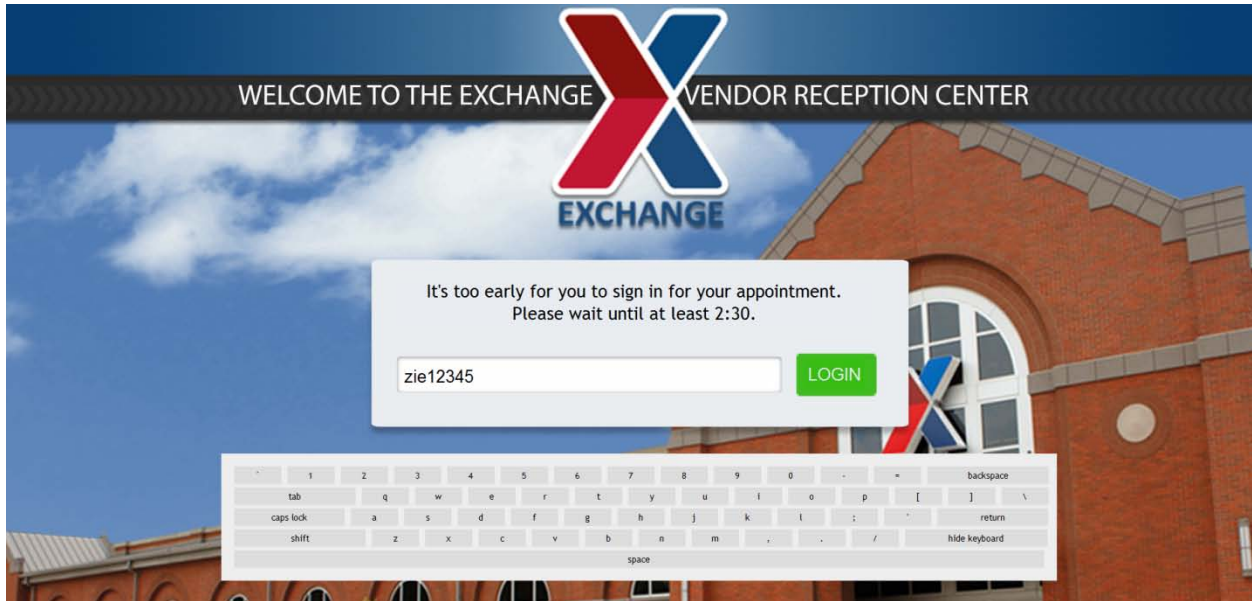 WELCOME TO THE EXCHANGE VENDOR RECEPTION CENTER
EXCHANGE
It's too early for you to sign in for your appointment.
Please wait until at least 2:30.
zie12345 LOGIN
` 1 2 3 4 5 6 7 8 9 0 - = backspace
tab q w e r t y u i o p [ ] \
caps lock a s d f g h j k l ; ' return
shift z x c v b n m , . / hide keyboard
space